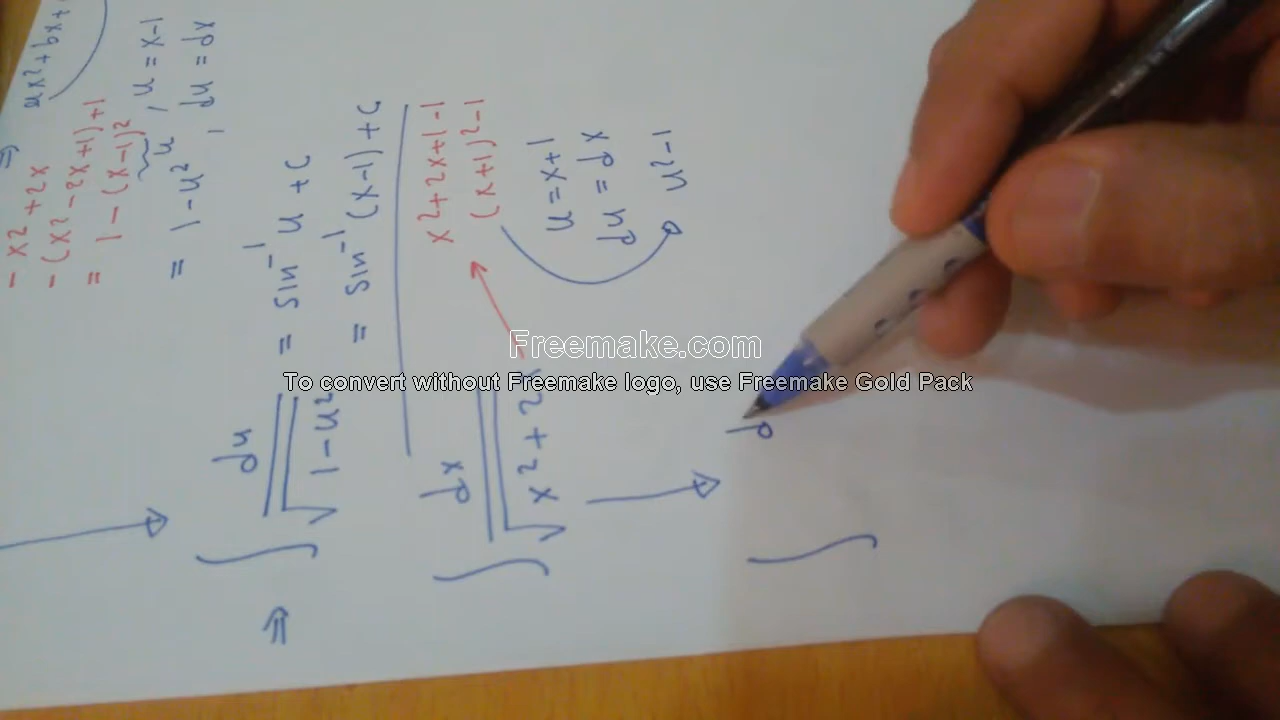 ax²+bx+
⇒
-x²+2x
-(x²-2x+1)+1
= 1-(x-1)²
u
, u = x-1
= 1-u² , du = dx
⇒ ∫ du/√(1-u²) = sin⁻¹ u + c
= sin⁻¹ (x-1) + c
∫ dx/√(x²+2x
x²+2x+1-1
(x+1)²-1
u = x+1
du = dx
u²-1
∫ d
Freemake.com
To convert without Freemake logo, use Freemake Gold Pack